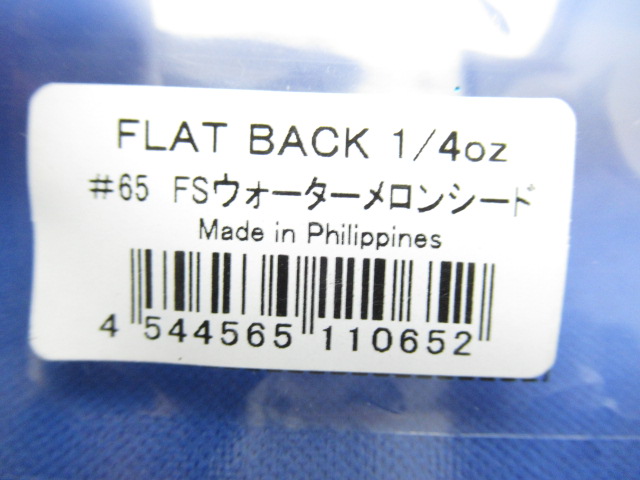 FLAT BACK 1/4oz
#65 FSウォーターメロンシード
Made in Philippines
4 544565 110652